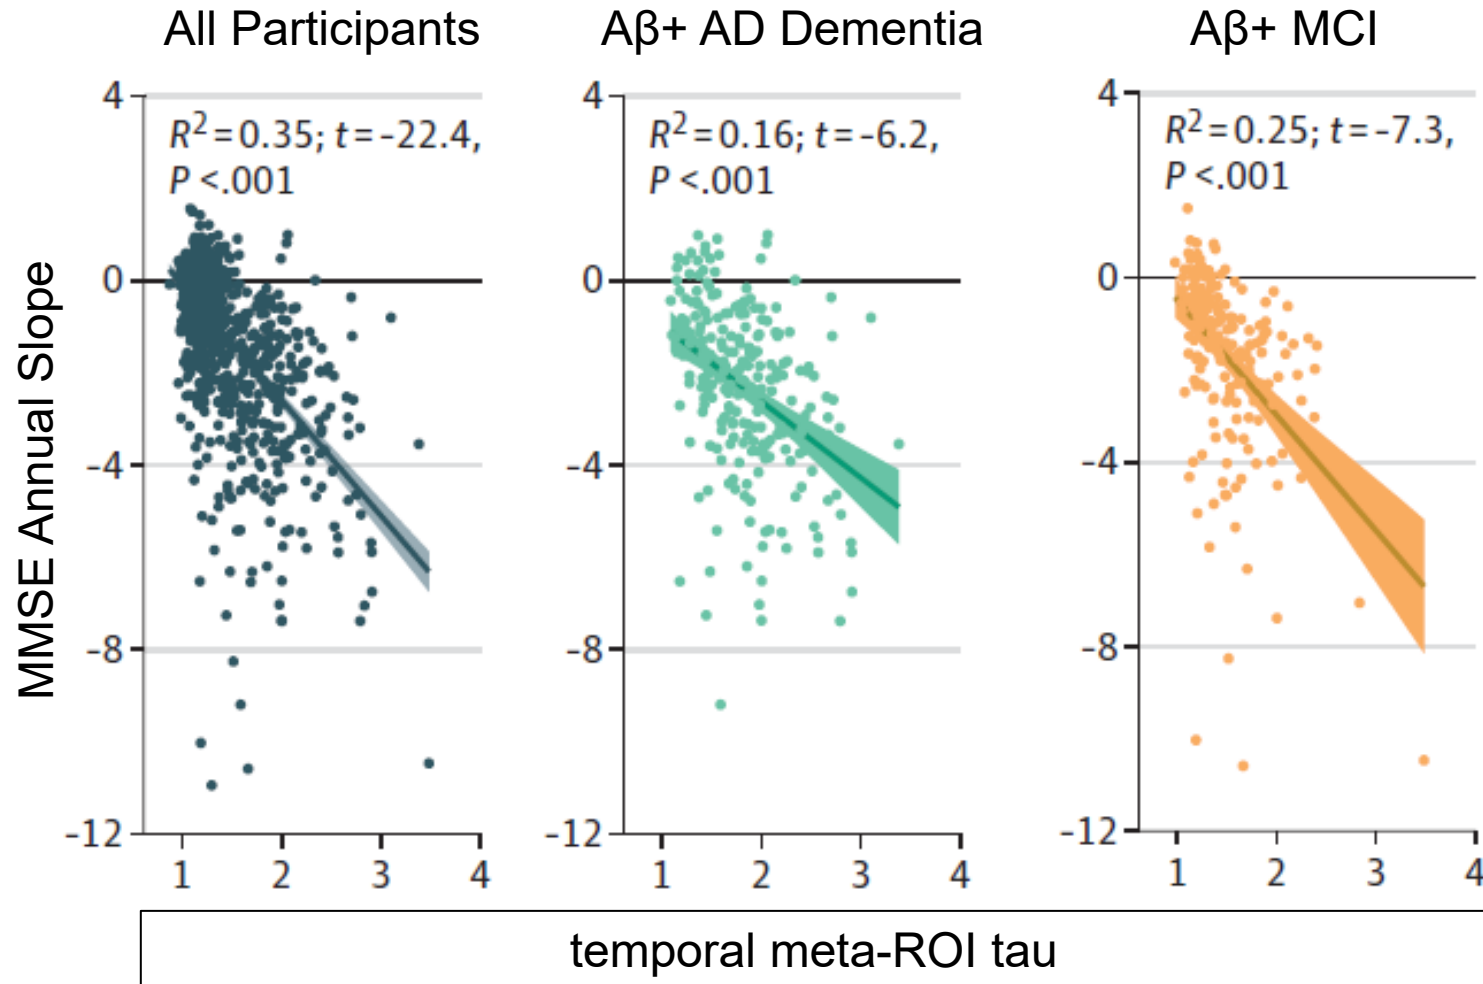 All Participants
Aβ+ AD Dementia
Aβ+ MCI
MMSE Annual Slope
4
0
-4
-8
-12
R²=0.35; t=-22.4,
P <.001
1 2 3 4
4
0
-4
-8
-12
R²=0.16; t=-6.2,
P <.001
1 2 3 4
4
0
-4
-8
-12
R²=0.25; t=-7.3,
P <.001
1 2 3 4
temporal meta-ROI tau